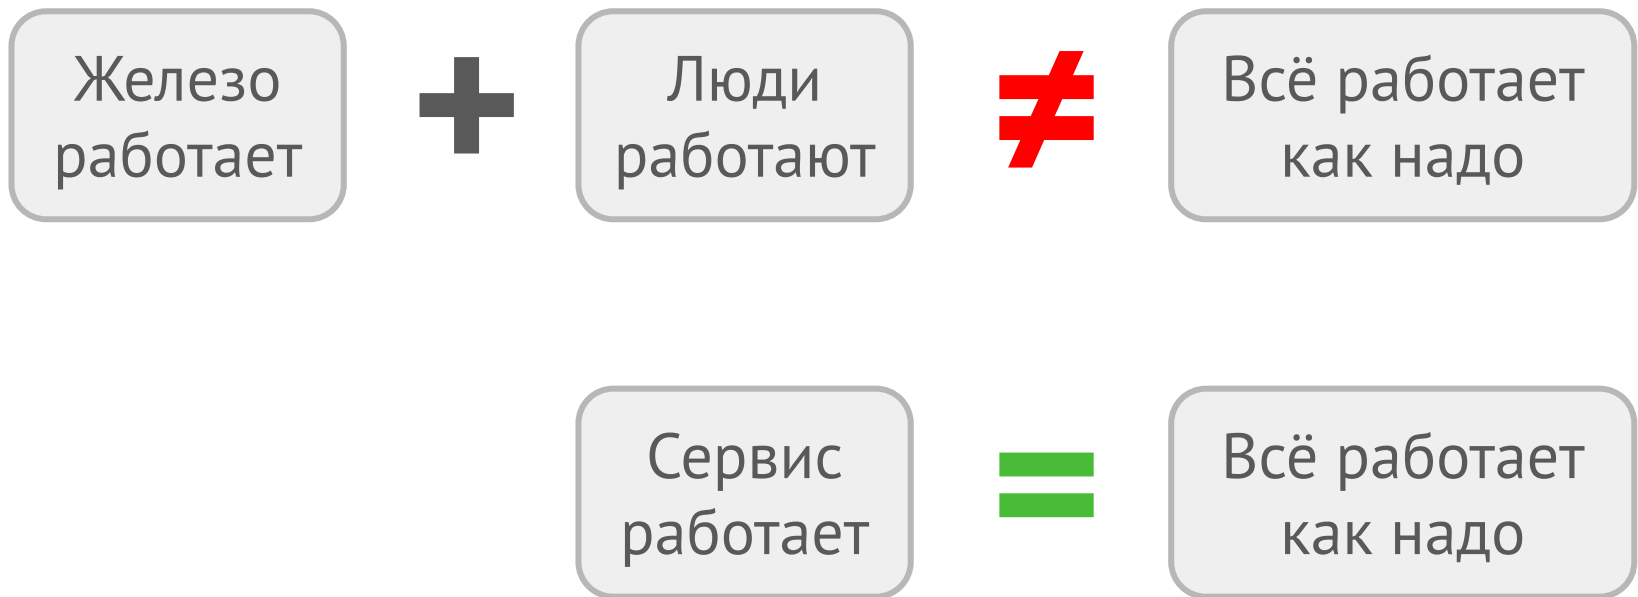 Железо
работает
+
Люди
работают
≠
Всё работает
как надо
Сервис
работает
=
Всё работает
как надо